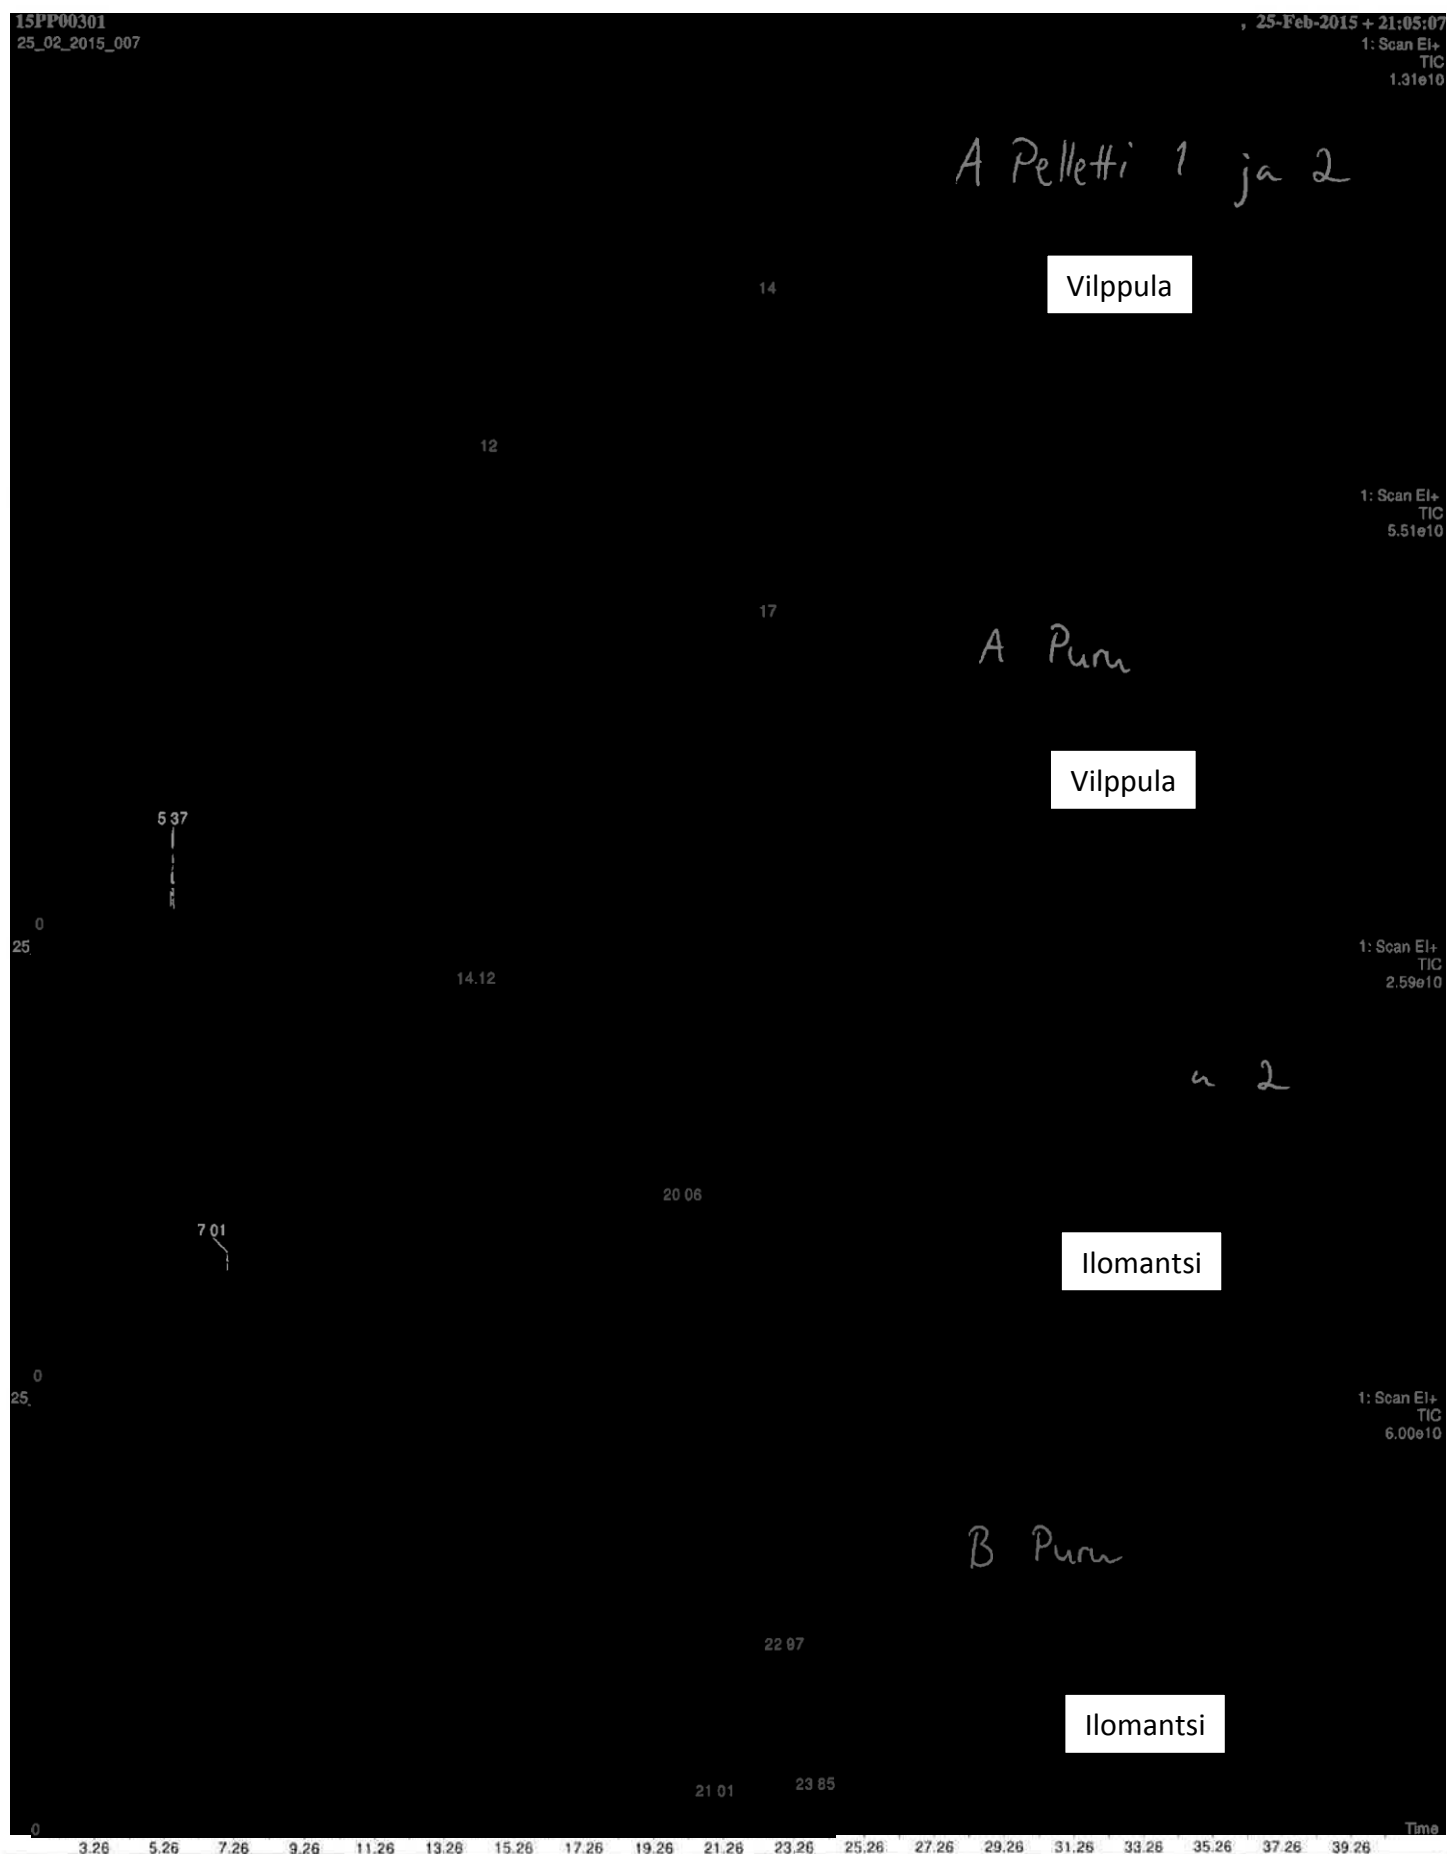 15PP00301 , 25-Feb-2015 + 21:05:07
25_02_2015_007 1: Scan EI+
TIC
1.31e10
A Pelletti 1 ja 2
Vilppula
14
12
1: Scan EI+
TIC
5.51e10
17
A Puru
Vilppula
5 37
0
25 1: Scan EI+
TIC
14.12 2.59e10
a 2
20 06
7 01
Ilomantsi
0
25 1: Scan EI+
TIC
6.00e10
B Puru
22 97
Ilomantsi
21 01 23 85
0 Time
3.26 5.26 7.26 9.26 11.26 13.26 15.26 17.26 19.26 21.26 23.26 25.26 27.26 29.26 31.26 33.26 35.26 37.26 39.26